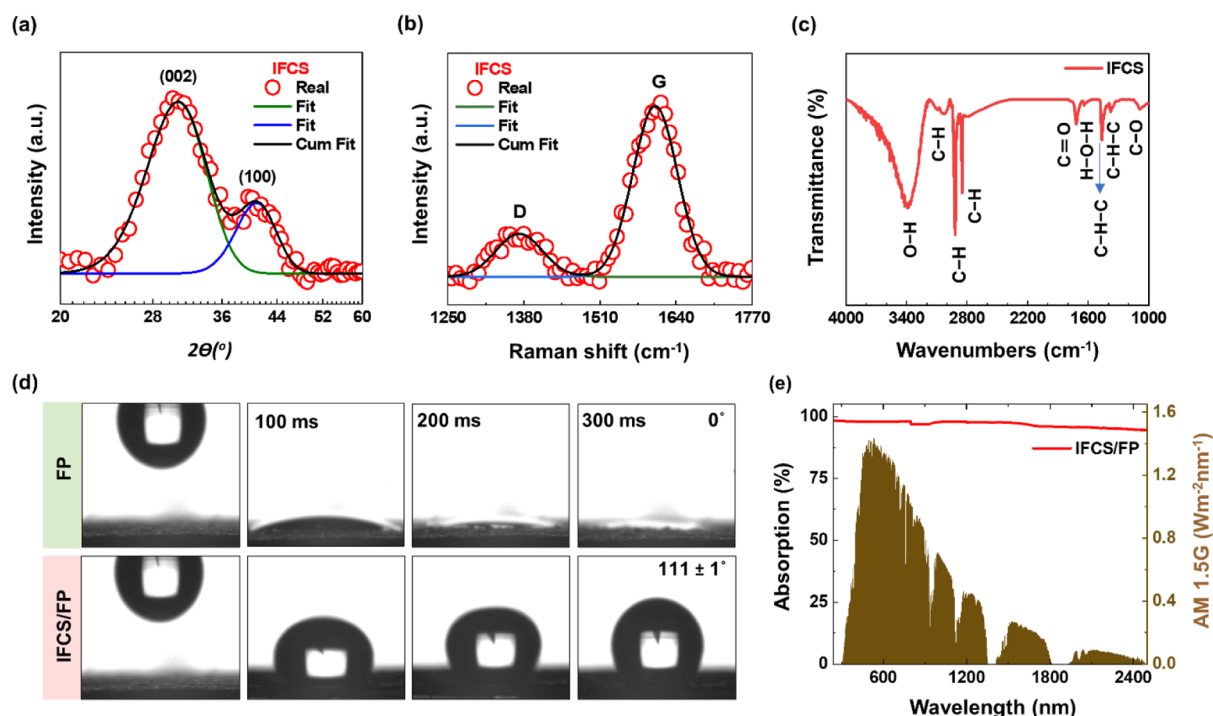 (a)
(002)
(100)
IFCS
Real
Fit
Fit
Cum Fit
Intensity (a.u.)
20 28 36 44 52 60
2Θ(°)
(b)
D
G
IFCS
Real
Fit
Fit
Cum Fit
Intensity (a.u.)
1250 1380 1510 1640 1770
Raman shift (cm⁻¹)
(c)
IFCS
Transmittance (%)
O–H
C–H
C–H
C–H
C=O
H–O–H
C–H–C
C–H–C
C–O
4000 3400 2800 2200 1600 1000
Wavenumbers (cm⁻¹)
(d)
FP
100 ms
200 ms
300 ms 0°
IFCS/FP
111 ± 1°
(e)
100
75
50
25
0
Absorption (%)
IFCS/FP
1.6
1.2
0.8
0.4
0.0
AM 1.5G (Wm⁻²nm⁻¹)
600 1200 1800 2400
Wavelength (nm)